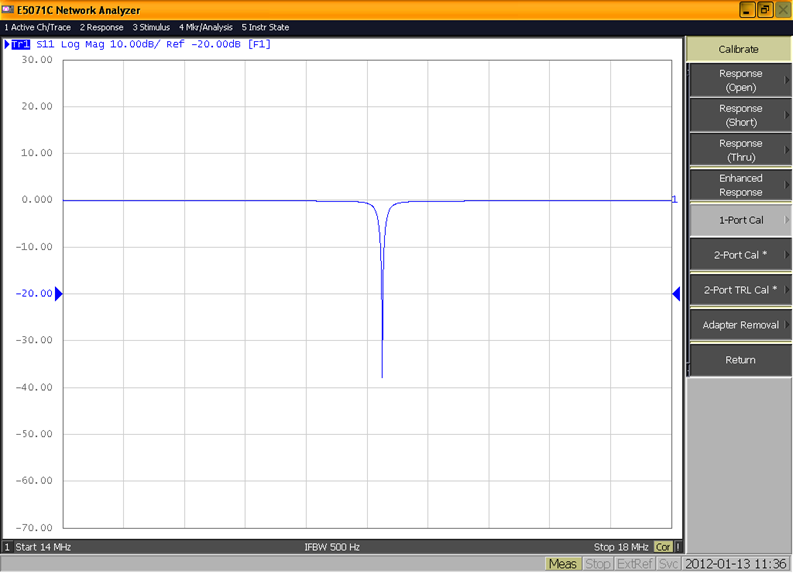 E5071C Network Analyzer
1 Active Ch/Trace 2 Response 3 Stimulus 4 Mkr/Analysis 5 Instr State
Tr1 S11 Log Mag 10.00dB/ Ref -20.00dB [F1]
30.00
20.00
10.00
0.000
1
-10.00
-20.00
-30.00
-40.00
-50.00
-60.00
-70.00
Calibrate
Response
(Open)
Response
(Short)
Response
(Thru)
Enhanced
Response
1-Port Cal
2-Port Cal *
2-Port TRL Cal *
Adapter Removal
Return
1 Start 14 MHz IFBW 500 Hz Stop 18 MHz Cor !
Meas Stop ExtRef Svc 2012-01-13 11:36